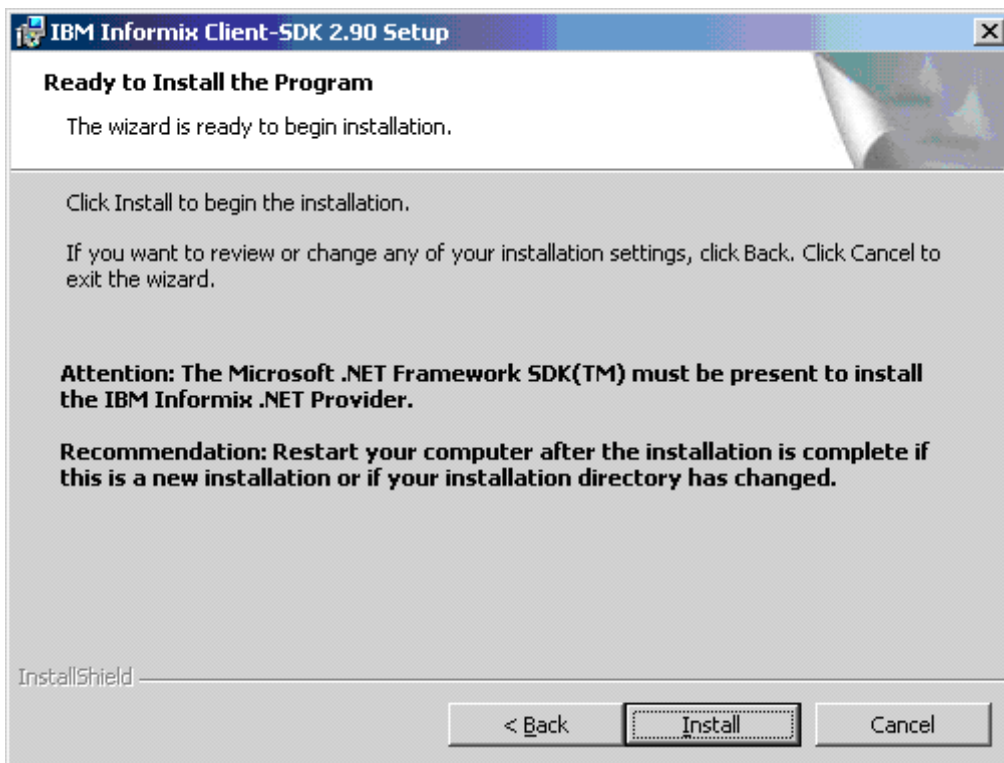 IBM Informix Client-SDK 2.90 Setup
Ready to Install the Program
The wizard is ready to begin installation.
Click Install to begin the installation.
If you want to review or change any of your installation settings, click Back. Click Cancel to
exit the wizard.
Attention: The Microsoft .NET Framework SDK(TM) must be present to install
the IBM Informix .NET Provider.
Recommendation: Restart your computer after the installation is complete if
this is a new installation or if your installation directory has changed.
InstallShield
< Back
Install
Cancel